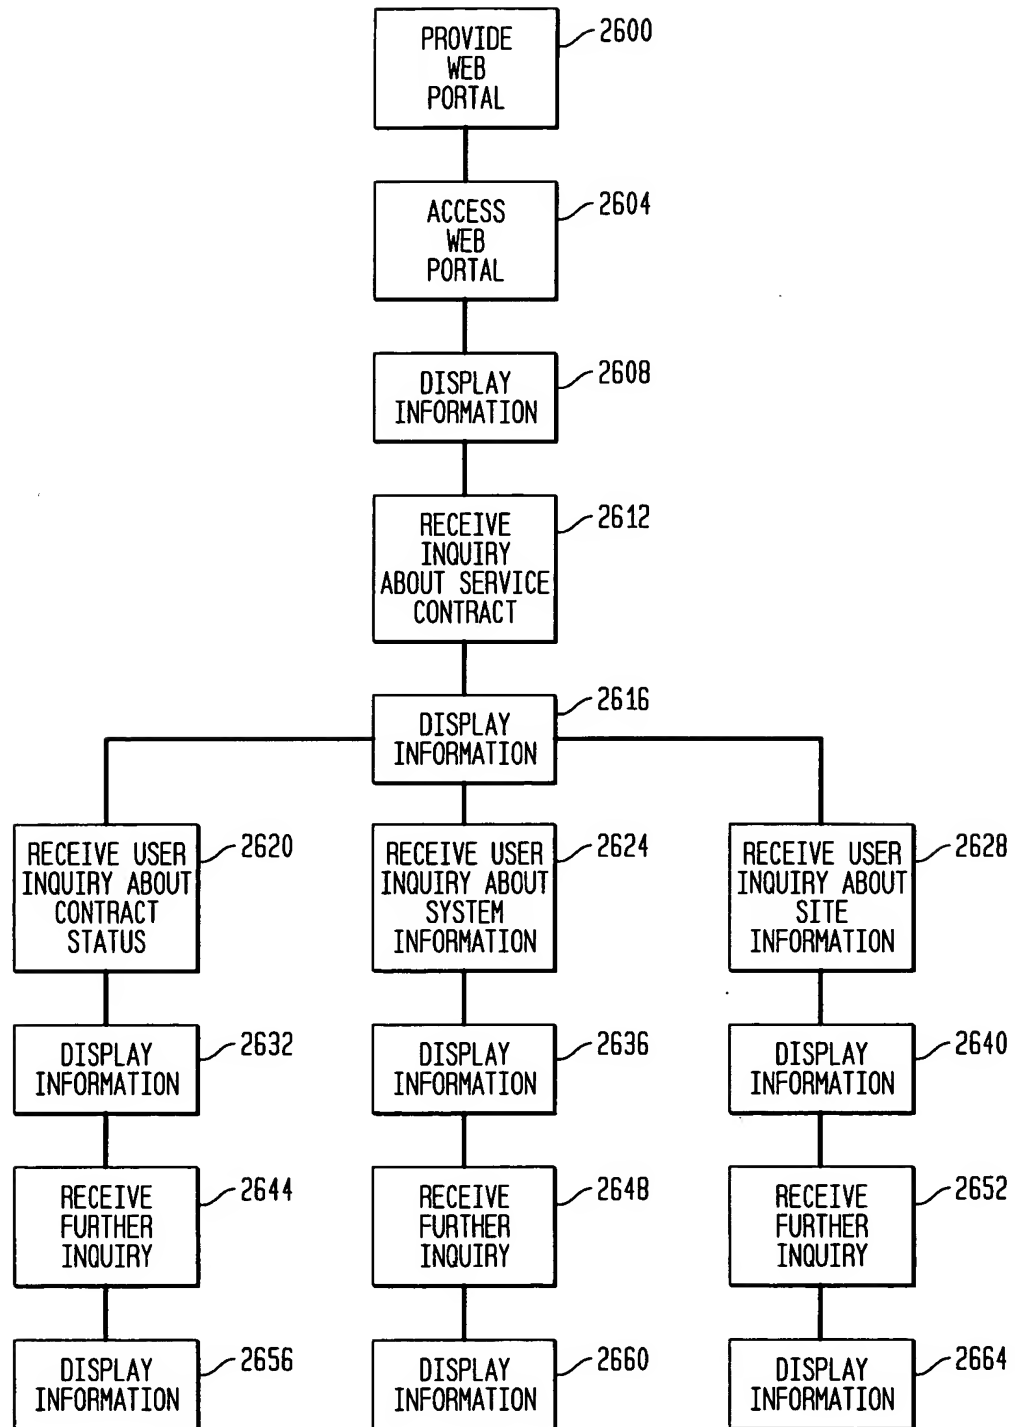 PROVIDE
WEB
PORTAL
2600
ACCESS
WEB
PORTAL
2604
DISPLAY
INFORMATION
2608
RECEIVE
INQUIRY
ABOUT SERVICE
CONTRACT
2612
DISPLAY
INFORMATION
2616
RECEIVE USER
INQUIRY ABOUT
CONTRACT
STATUS
2620
RECEIVE USER
INQUIRY ABOUT
SYSTEM
INFORMATION
2624
RECEIVE USER
INQUIRY ABOUT
SITE
INFORMATION
2628
DISPLAY
INFORMATION
2632
DISPLAY
INFORMATION
2636
DISPLAY
INFORMATION
2640
RECEIVE
FURTHER
INQUIRY
2644
RECEIVE
FURTHER
INQUIRY
2648
RECEIVE
FURTHER
INQUIRY
2652
DISPLAY
INFORMATION
2656
DISPLAY
INFORMATION
2660
DISPLAY
INFORMATION
2664